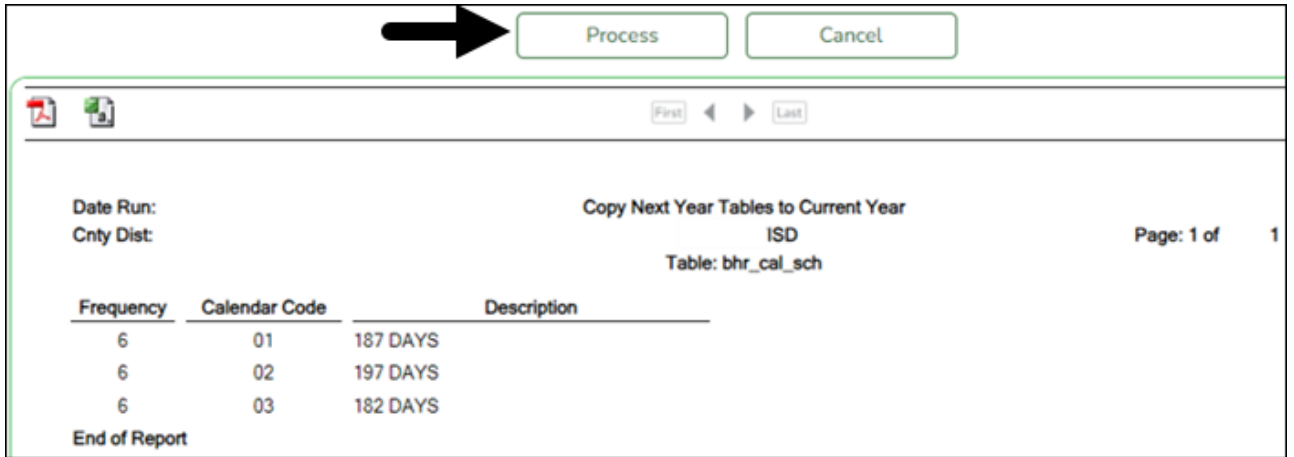 Process Cancel
a,
First Last
Date Run: Copy Next Year Tables to Current Year
Cnty Dist: ISD Page: 1 of 1
Table: bhr_cal_sch
Frequency Calendar Code Description
6 01 187 DAYS
6 02 197 DAYS
6 03 182 DAYS
End of Report